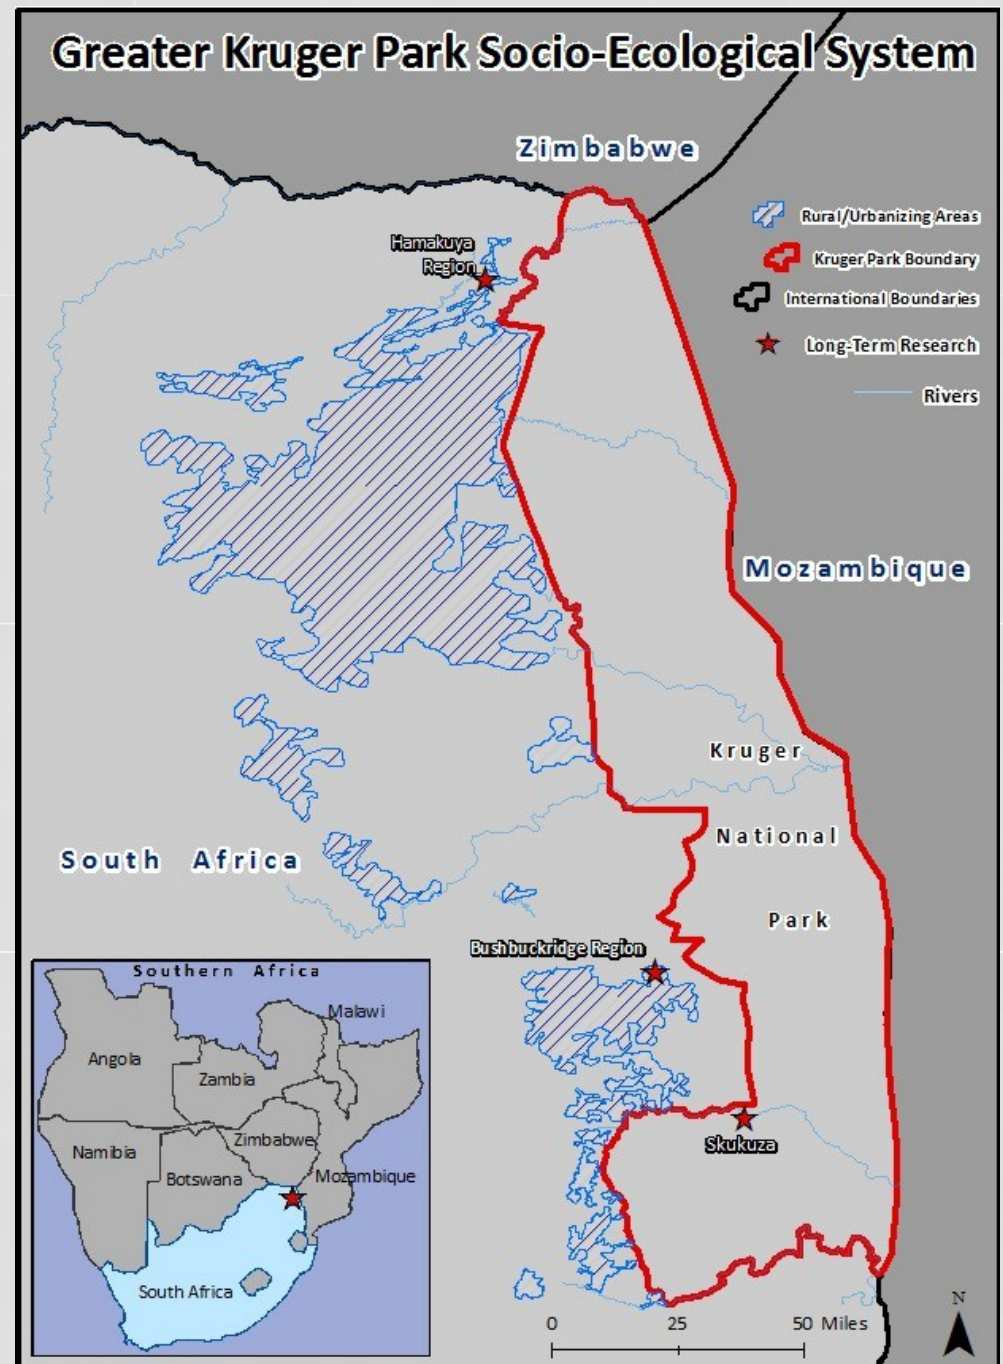 Greater Kruger Park Socio-Ecological System
Zimbabwe
Rural/Urbanizing Areas
Kruger Park Boundary
International Boundaries
Long-Term Research
Rivers
Hamakuya
Region
Mozambique
Kruger
National
Park
South Africa
Bushbuckridge Region
Skukuza
Southern Africa
Malawi
Angola
Zambia
Zimbabwe
Namibia
Botswana
Mozambique
South Africa
N
0 25 50 Miles